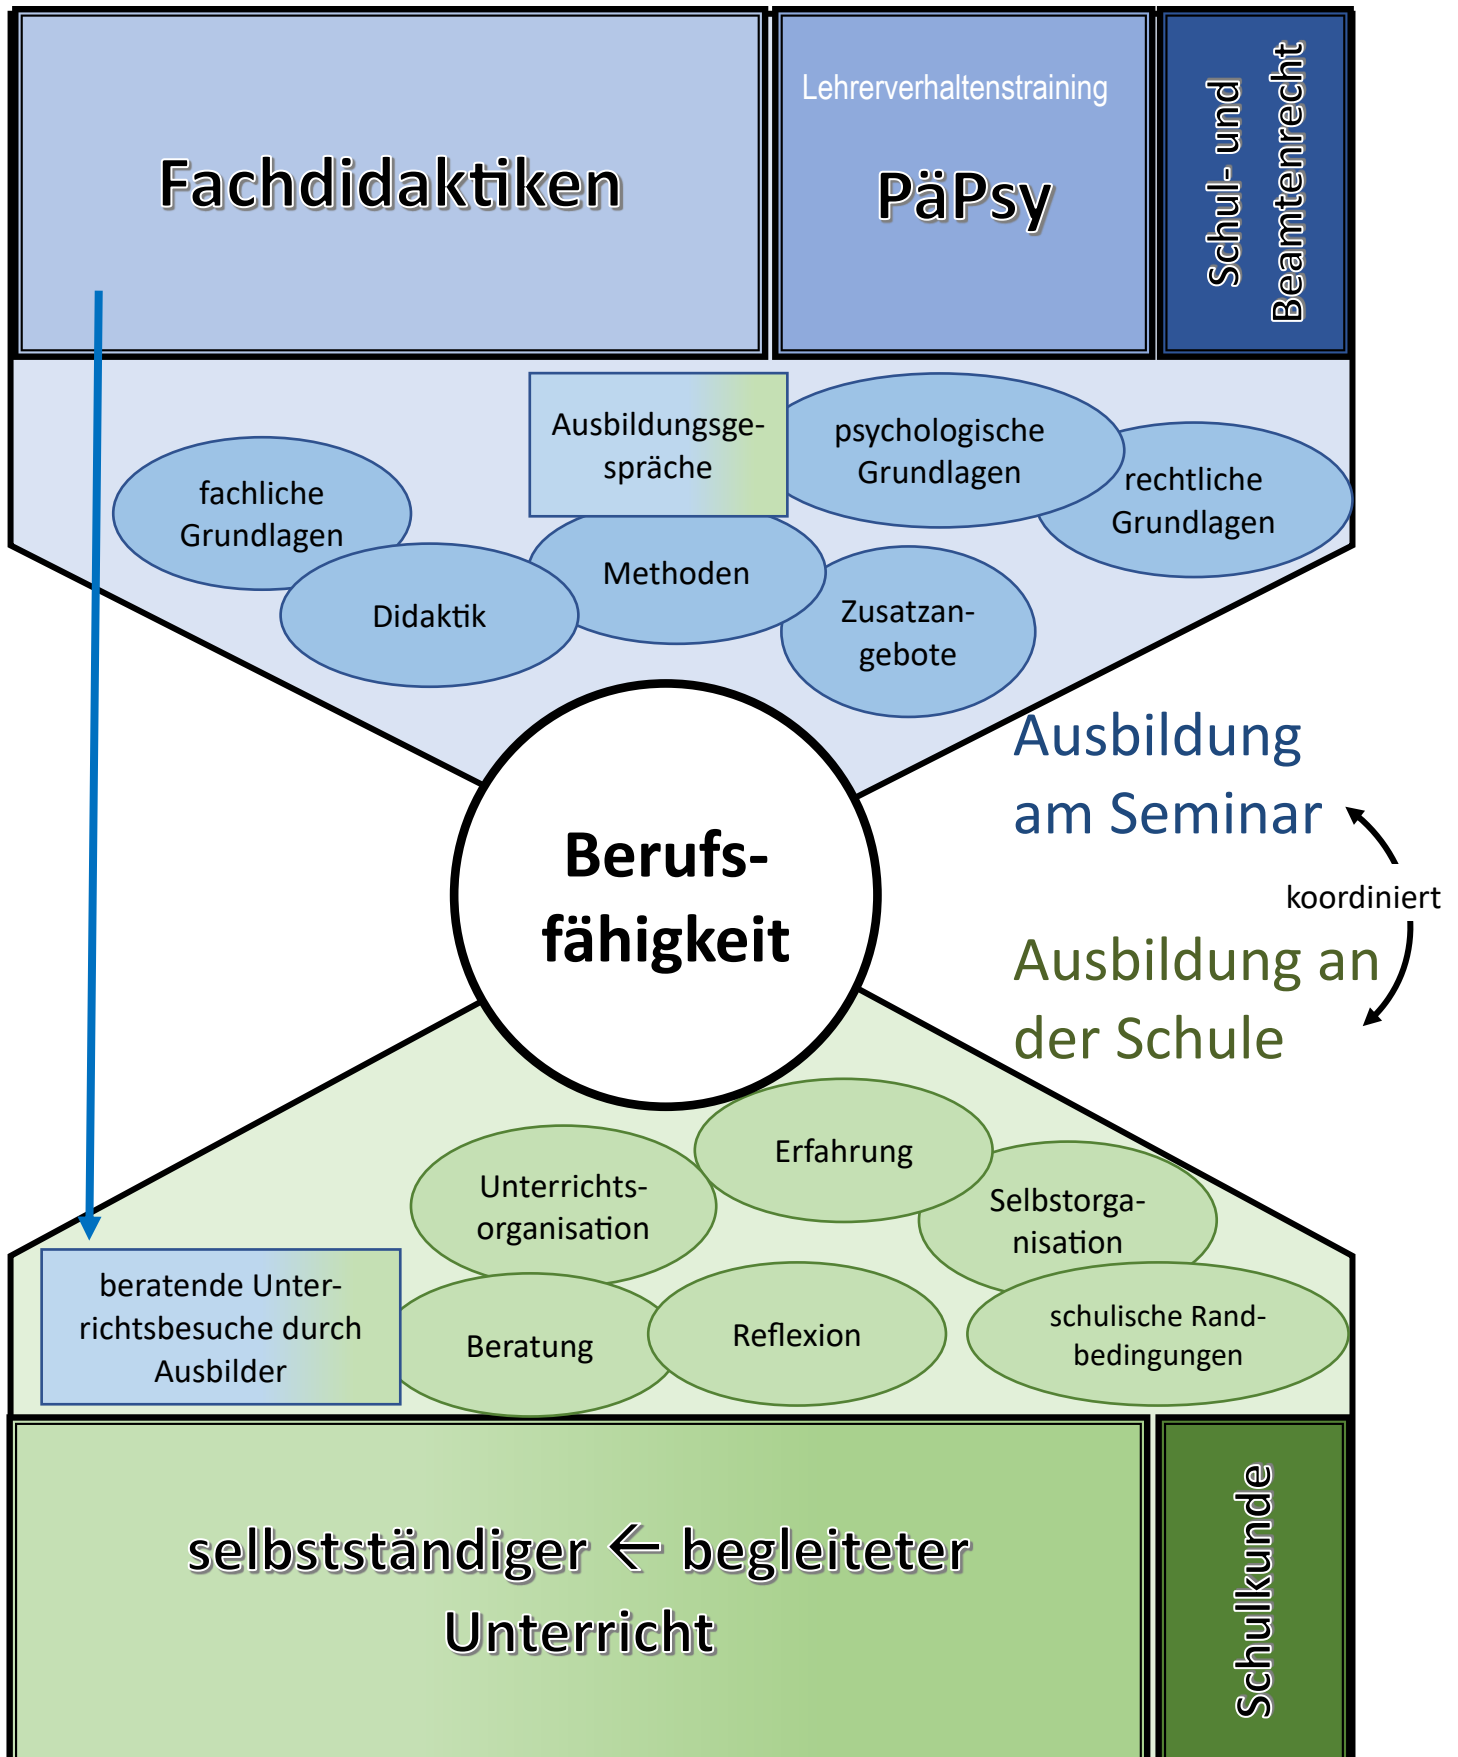 Fachdidaktiken
Lehrerverhaltenstraining
PäPsy
Schul- und
Beamtenrecht
Ausbildungsge-
spräche
psychologische
Grundlagen
rechtliche
Grundlagen
fachliche
Grundlagen
Didaktik
Methoden
Zusatzan-
gebote
Ausbildung
am Seminar
Berufs-
fähigkeit
koordiniert
Ausbildung an
der Schule
Erfahrung
Unterrichts-
organisation
Selbstorga-
nisation
beratende Unter-
richtsbesuche durch
Ausbilder
Beratung
Reflexion
schulische Rand-
bedingungen
selbstständiger ← begleiteter
Unterricht
Schulkunde